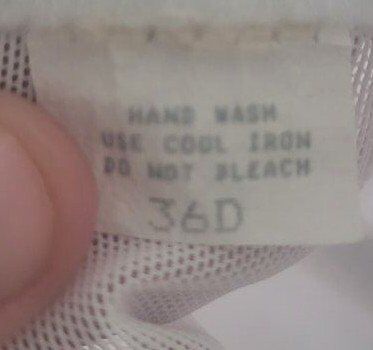 HAND WASH
USE COOL IRON
DO NOT BLEACH
36D